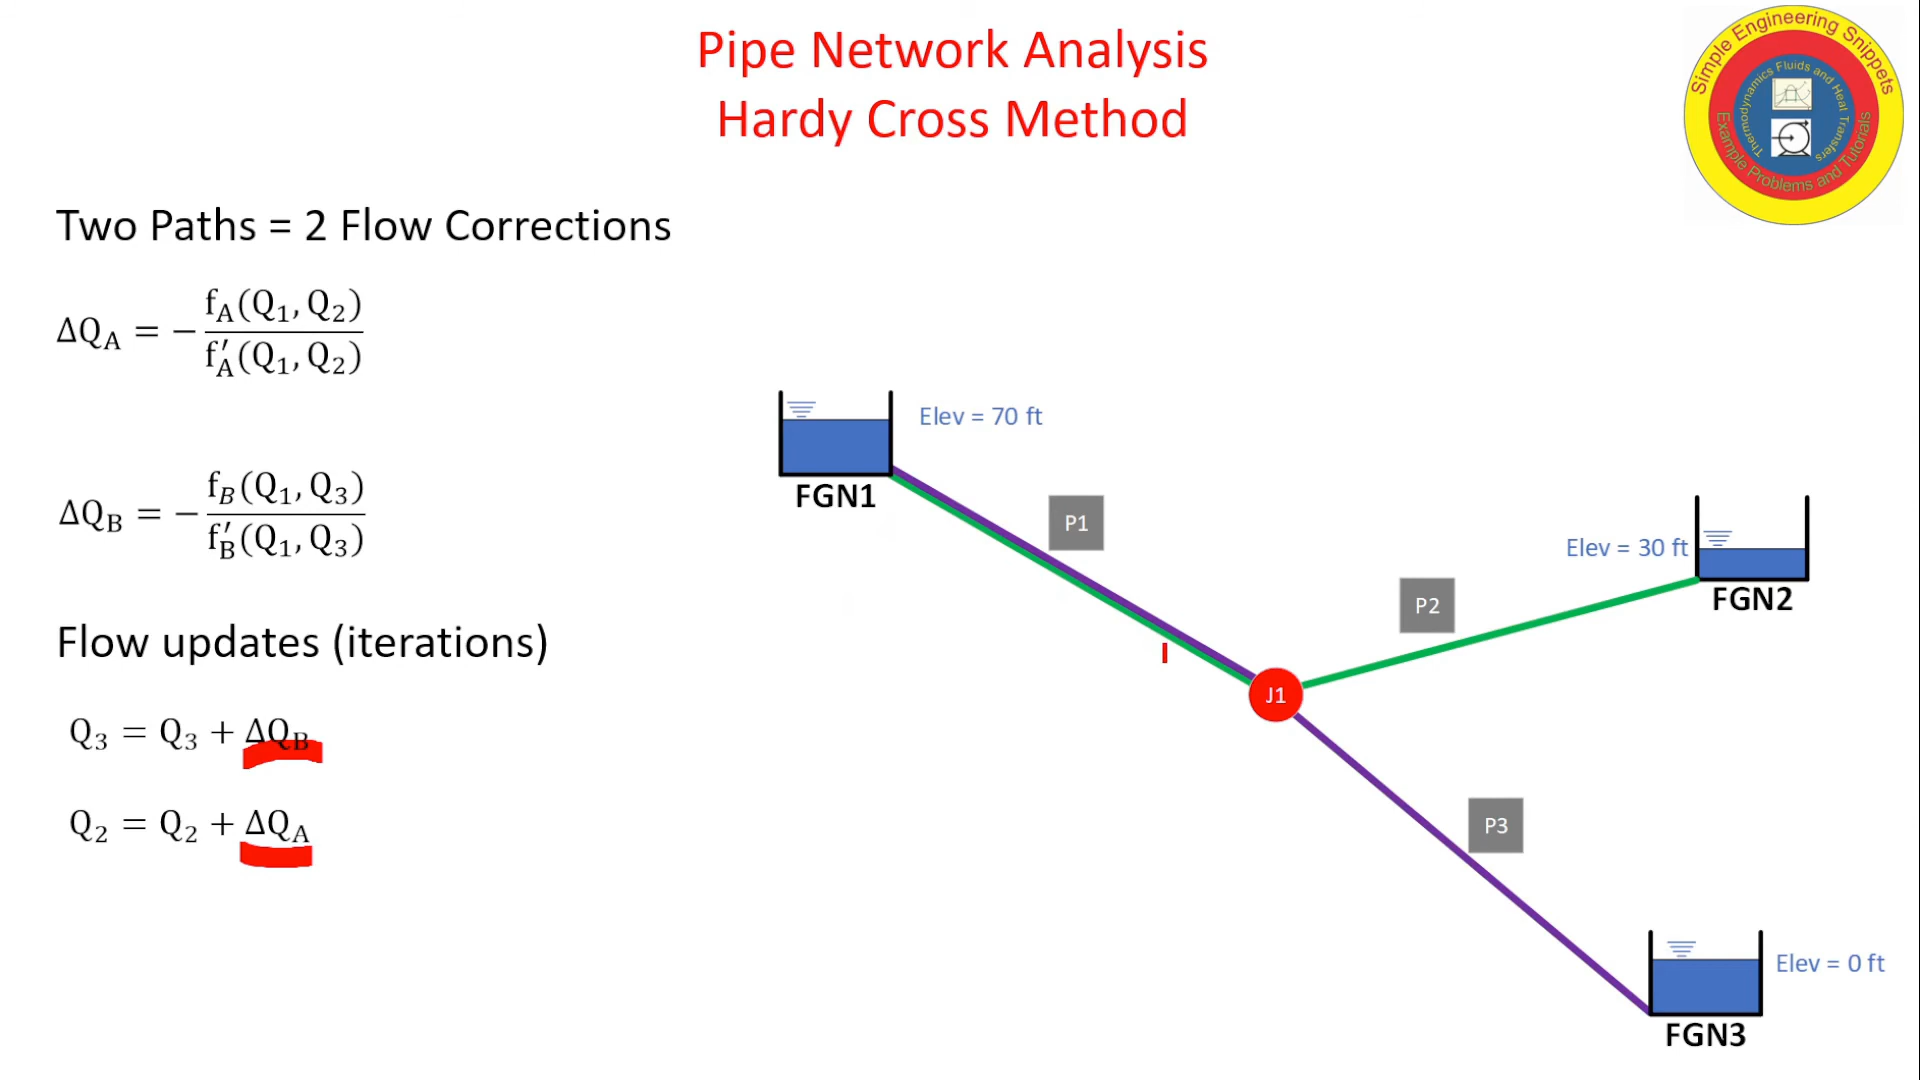 Pipe Network Analysis
Hardy Cross Method
Simple Engineering Snippets
Thermodynamics Fluids and Heat Transfers
Example Problems and Tutorials
Two Paths = 2 Flow Corrections
ΔQ_A = − f_A(Q₁, Q₂) / f′_A(Q₁, Q₂)
ΔQ_B = − f_B(Q₁, Q₃) / f′_B(Q₁, Q₃)
Flow updates (iterations)
Q₃ = Q₃ + ΔQ_B
Q₂ = Q₂ + ΔQ_A
Elev = 70 ft
FGN1
P1
Elev = 30 ft
FGN2
P2
J1
P3
Elev = 0 ft
FGN3